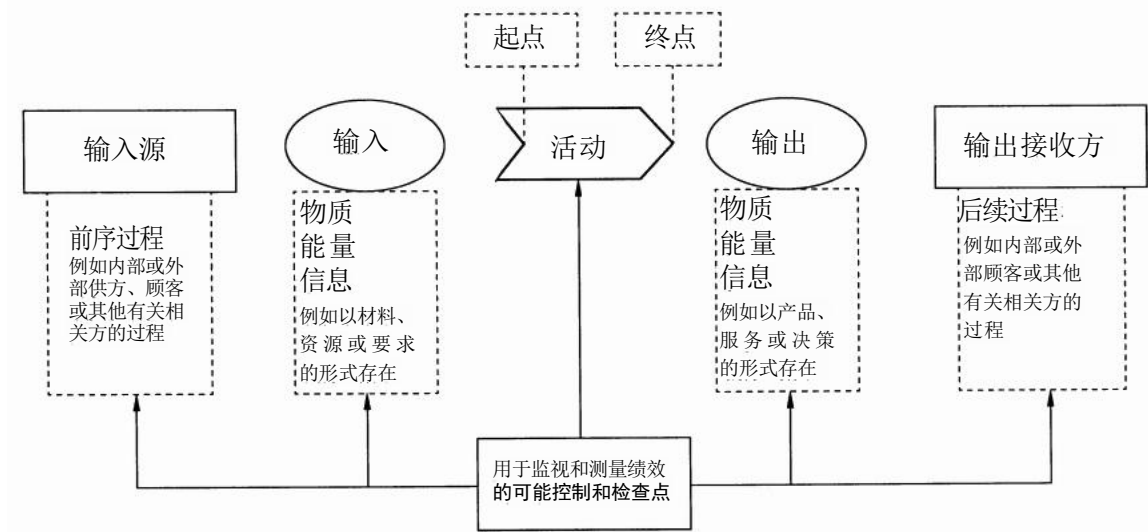 起点
终点
输入源
输入
活动
输出
输出接收方
前序过程
例如内部或外
部供方、顾客
或其他有关相
关方的过程
物质
能量
信息
例如以材料、
资源或要求
的形式存在
物质
能量
信息
例如以产品、
服务或决策
的形式存在
后续过程
例如内部或外
部顾客或其他
有关相关方的
过程
用于监视和测量绩效
的可能控制和检查点